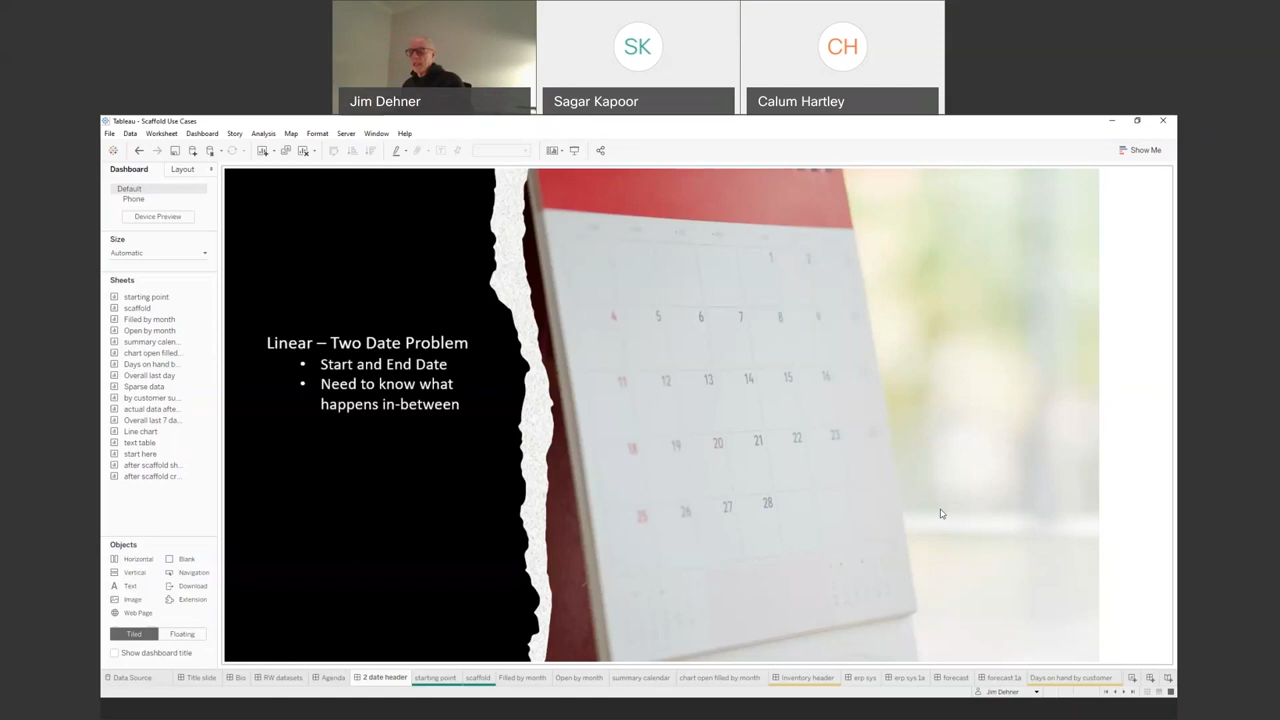 SK
CH
Jim Dehner
Sagar Kapoor
Calum Hartley
Tableau - Scaffold Use Cases
File Data Worksheet Dashboard Story Analysis Map Format Server Window Help
Show Me
Dashboard Layout
Default
Phone
Device Preview
Size
Automatic
Sheets
starting point
scaffold
Filled by month
Open by month
summary calen...
chart open filled...
Days on hand b...
Overall last day
Sparse data
by customer su...
actual data afte...
Overall last 7 da...
Line chart
text table
start here
after scaffold sh...
after scaffold cr...
Objects
Horizontal Blank
Vertical Navigation
Text Download
Image Extension
Web Page
Tiled Floating
Show dashboard title
Linear – Two Date Problem
• Start and End Date
• Need to know what
happens in-between
1 2
4 5 6 7 8 9
11 12 13 14 15 16
18 19 20 21 22 23
25 26 27 28
Data Source Title slide Bio RW datasets Agenda 2 date header starting point scaffold Filled by month Open by month summary calendar chart open filled by month Inventory header erp sys erp sys 1a forecast forecast 1a Days on hand by customer
Jim Dehner